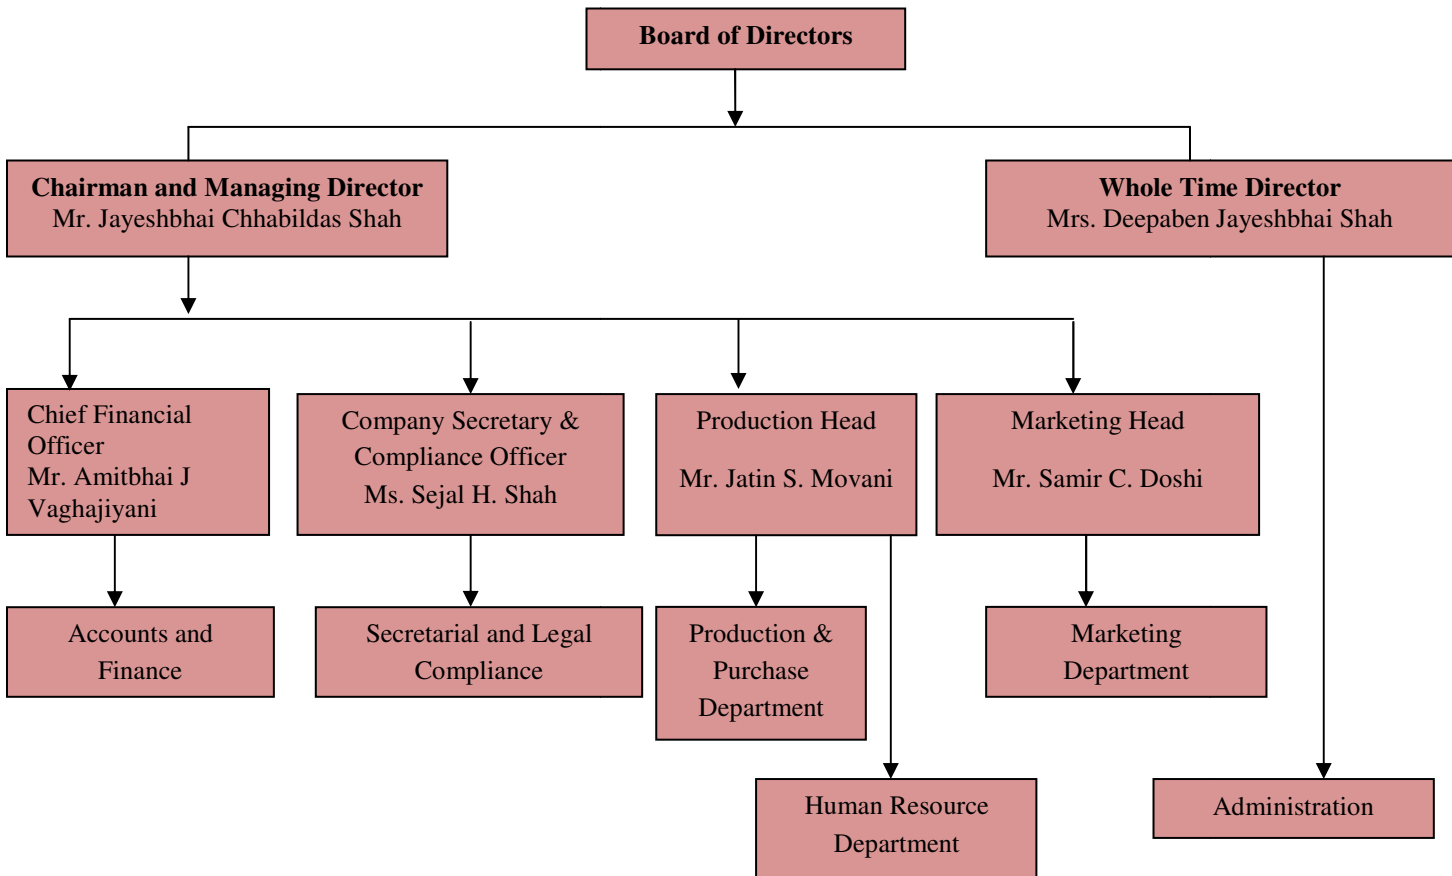 Board of Directors
Chairman and Managing Director
Mr. Jayeshbhai Chhabildas Shah
Whole Time Director
Mrs. Deepaben Jayeshbhai Shah
Chief Financial
Officer
Mr. Amitbhai J
Vaghajiyani
Company Secretary &
Compliance Officer
Ms. Sejal H. Shah
Production Head
Mr. Jatin S. Movani
Marketing Head
Mr. Samir C. Doshi
Accounts and
Finance
Secretarial and Legal
Compliance
Production &
Purchase
Department
Marketing
Department
Human Resource
Department
Administration